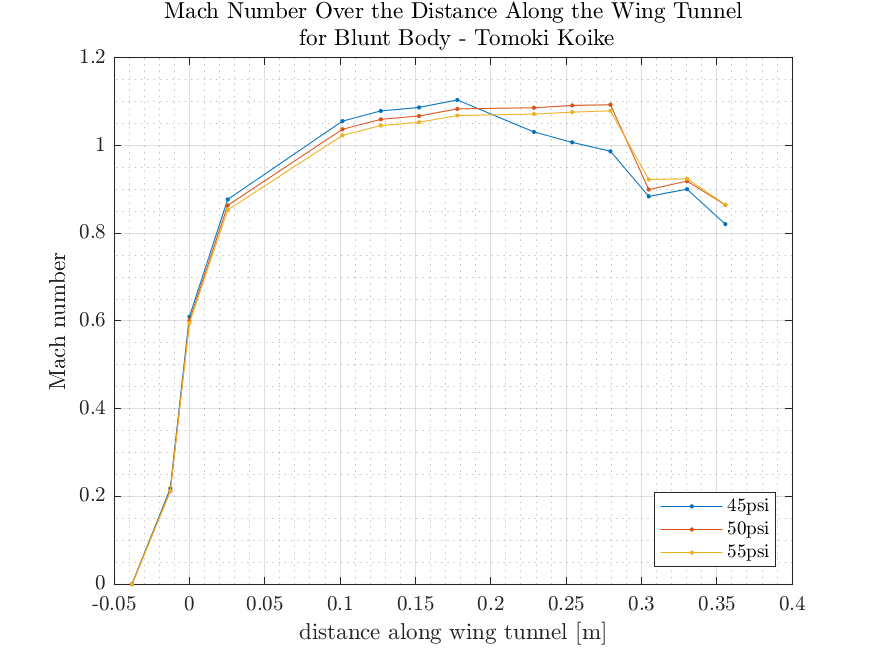 Mach Number Over the Distance Along the Wing Tunnel
for Blunt Body - Tomoki Koike
1.2
1
0.8
0.6
0.4
0.2
0
Mach number
45psi
50psi
55psi
-0.05 0 0.05 0.1 0.15 0.2 0.25 0.3 0.35 0.4
distance along wing tunnel [m]